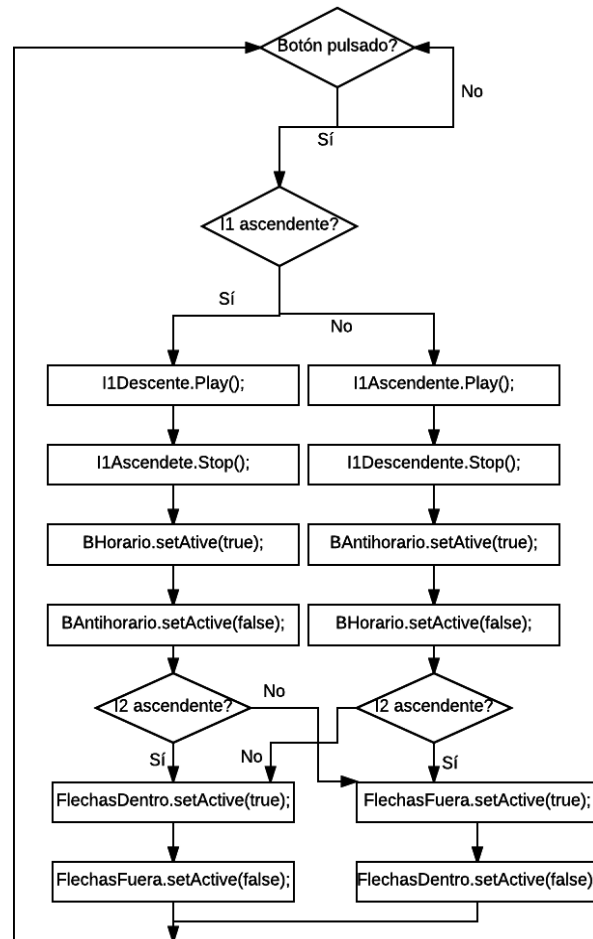 Botón pulsado?
No
Sí
I1 ascendente?
Sí
No
I1Descente.Play();
I1Ascendente.Play();
I1Ascendete.Stop();
I1Descendente.Stop();
BHorario.setAtive(true);
BAntihorario.setAtive(true);
BAntihorario.setActive(false);
BHorario.setActive(false);
I2 ascendente?
No
I2 ascendente?
Sí
No
Sí
FlechasDentro.setActive(true);
FlechasFuera.setActive(true);
FlechasFuera.setActive(false);
FlechasDentro.setActive(false)